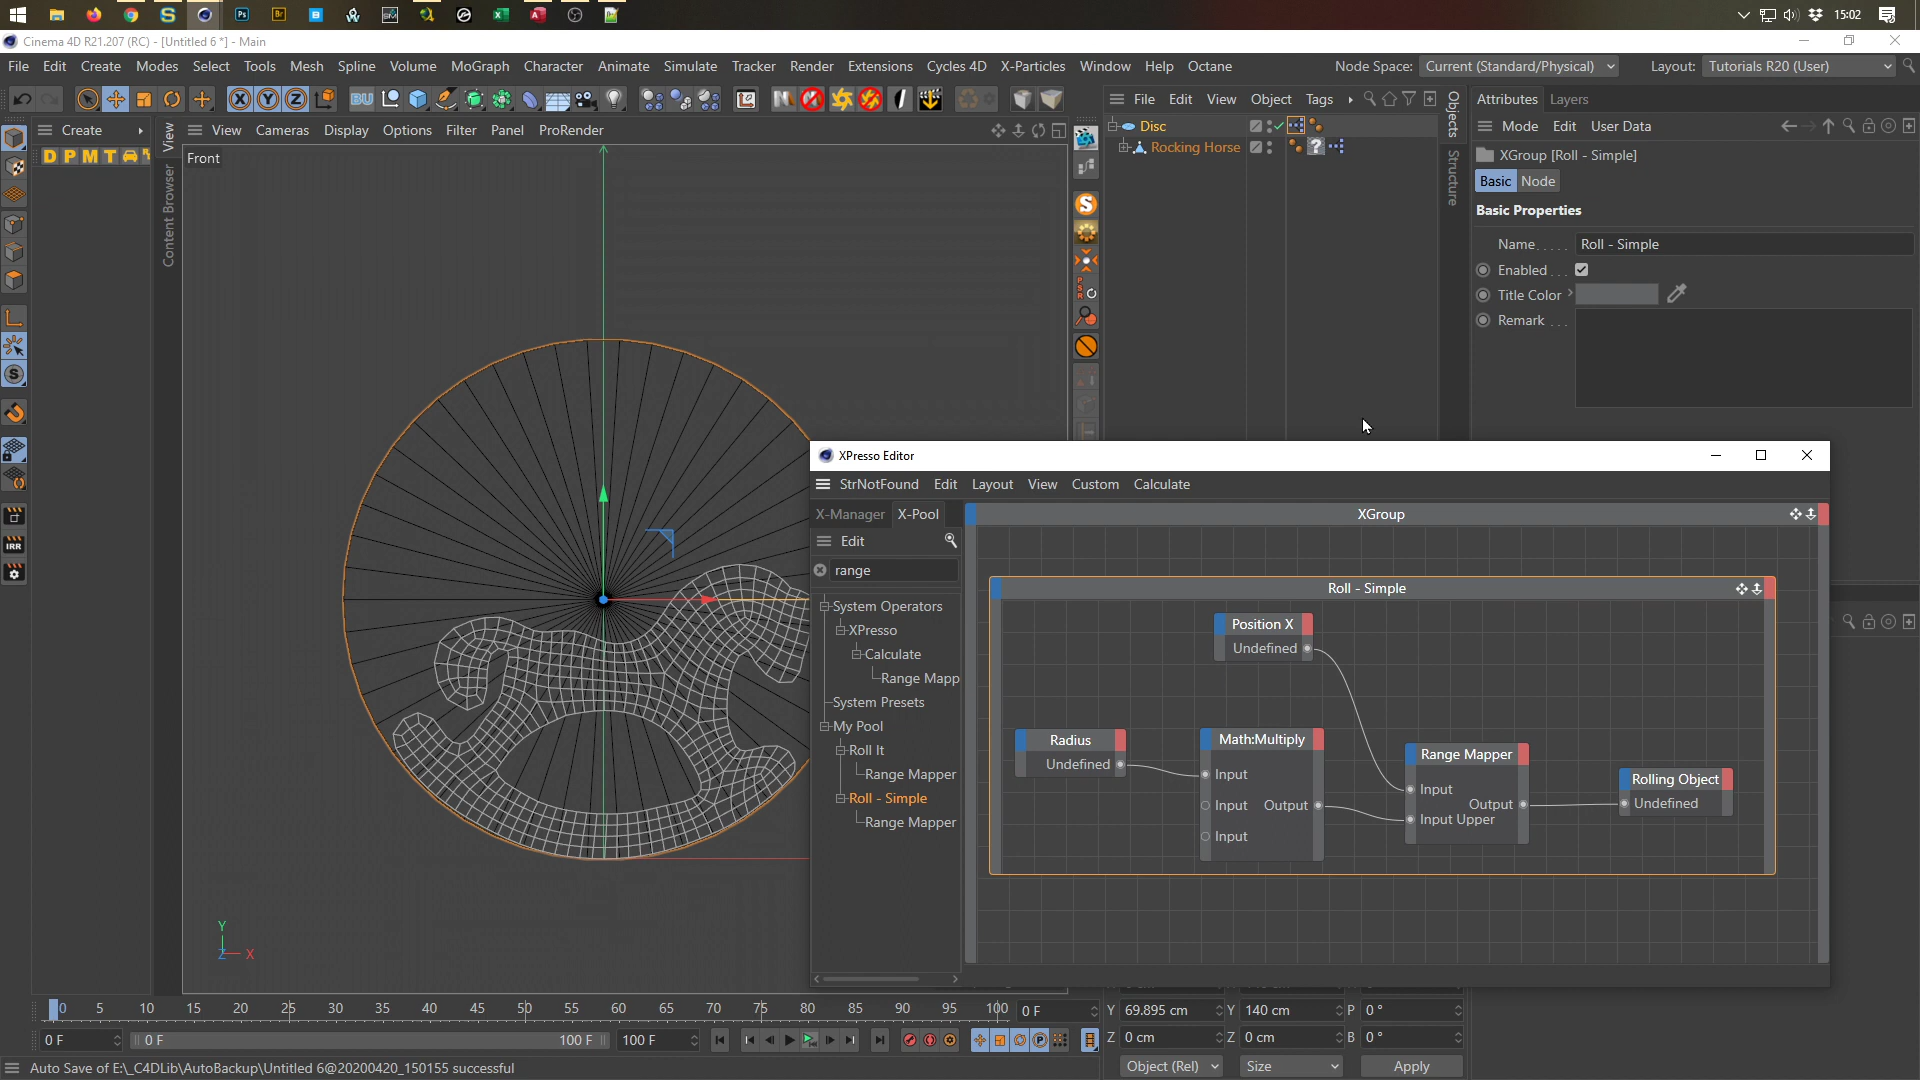 15:02
Cinema 4D R21.207 (RC) - [Untitled 6 *] - Main
File Edit Create Modes Select Tools Mesh Spline Volume MoGraph Character Animate Simulate Tracker Render Extensions Cycles 4D X-Particles Window Help Octane
Node Space: Current (Standard/Physical) Layout: Tutorials R20 (User)
File Edit View Object Tags
Attributes Layers
Create
View Cameras Display Options Filter Panel ProRender
Mode Edit User Data
D P M T
View
Content Browser
Objects
Structure
Front
Disc
Rocking Horse
XGroup [Roll - Simple]
Basic Node
Basic Properties
Name Roll - Simple
Enabled
Title Color
Remark
XPresso Editor
StrNotFound Edit Layout View Custom Calculate
X-Manager X-Pool
XGroup
Edit
range
System Operators
XPresso
Calculate
Range Mapp
System Presets
My Pool
Roll It
Range Mapper
Roll - Simple
Range Mapper
Roll - Simple
Position X
Undefined
Radius
Undefined
Math:Multiply
Input
Input Output
Input
Range Mapper
Input
Output
Input Upper
Rolling Object
Undefined
Y
Z X
0 5 10 15 20 25 30 35 40 45 50 55 60 65 70 75 80 85 90 95 100 0 F
0 F 0 F 100 F 100 F
Y 69.895 cm Y 140 cm P 0 °
Z 0 cm Z 0 cm B 0 °
Object (Rel) Size Apply
Auto Save of E:\_C4DLib\AutoBackup\Untitled 6@20200420_150155 successful